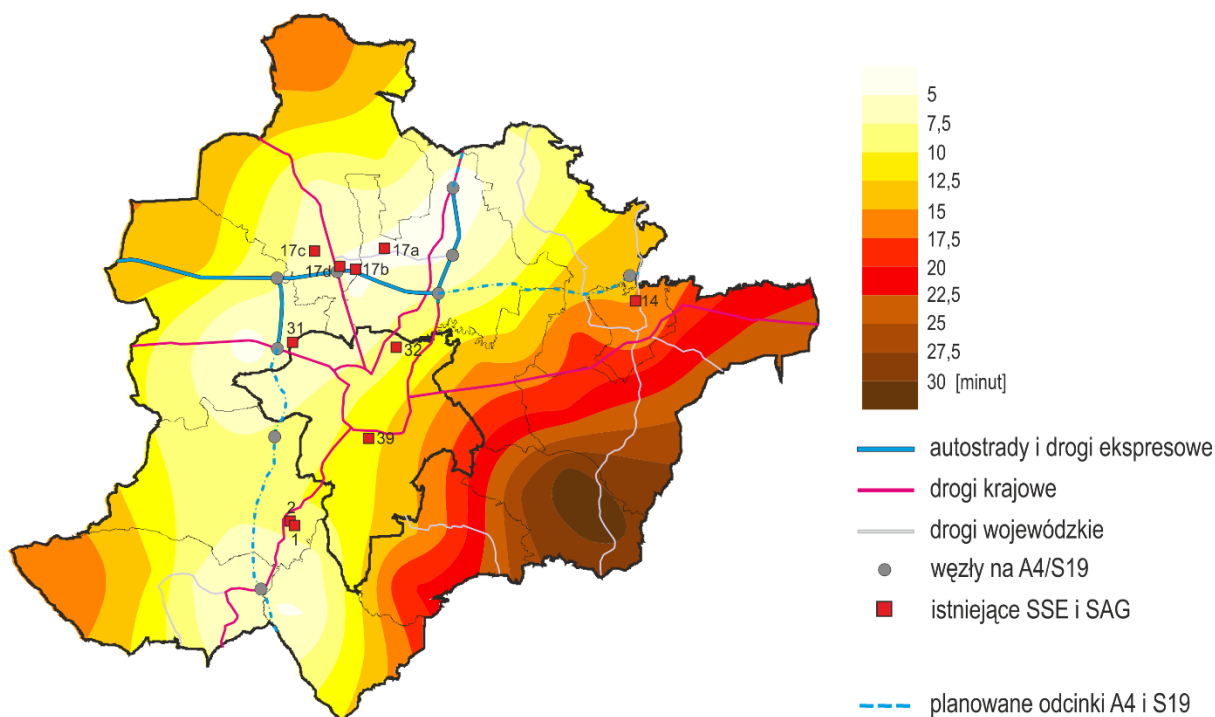 17c
17a
17d
17b
14
31
32
39
2
1
5
7,5
10
12,5
15
17,5
20
22,5
25
27,5
30 [minut]
autostrady i drogi ekspresowe
drogi krajowe
drogi wojewódzkie
węzły na A4/S19
istniejące SSE i SAG
planowane odcinki A4 i S19